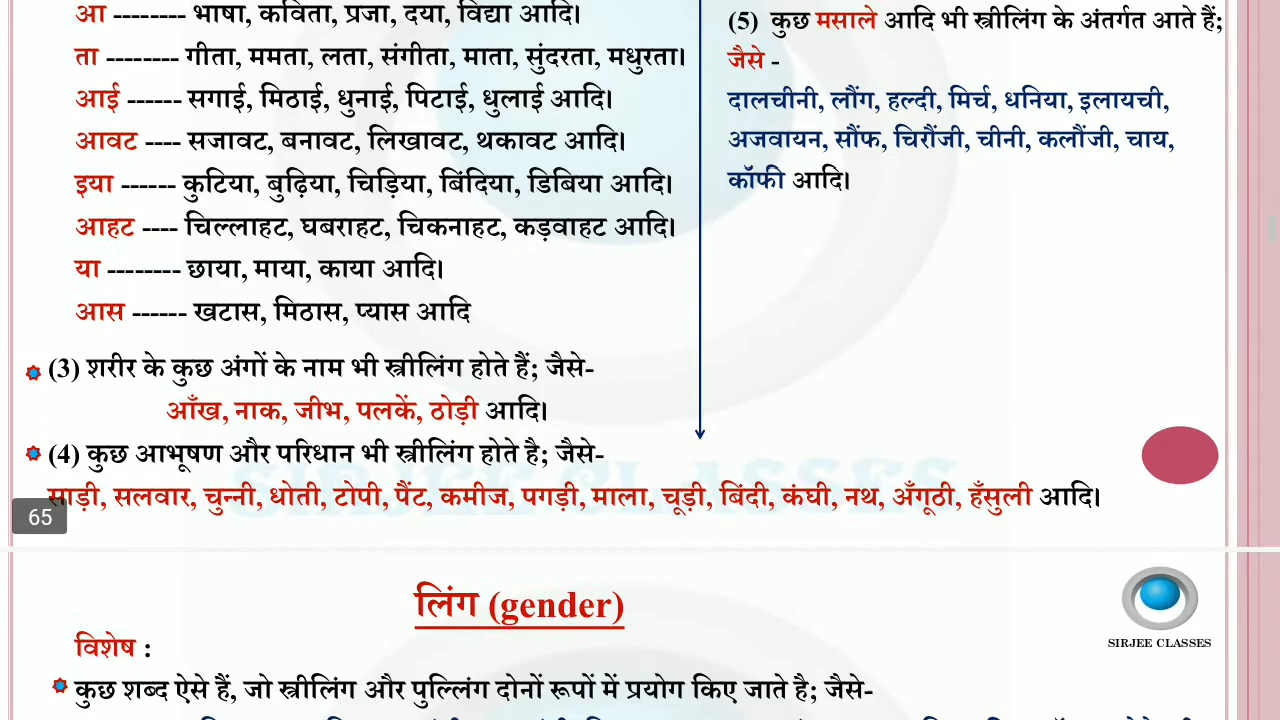 आ -------- भाषा, कविता, प्रजा, दया, विद्या आदि।
ता -------- गीता, ममता, लता, संगीता, माता, सुंदरता, मधुरता।
आई ------ सगाई, मिठाई, धुनाई, पिटाई, धुलाई आदि।
आवट ---- सजावट, बनावट, लिखावट, थकावट आदि।
इया ------ कुटिया, बुढ़िया, चिड़िया, बिंदिया, डिबिया आदि।
आहट ---- चिल्लाहट, घबराहट, चिकनाहट, कड़वाहट आदि।
या -------- छाया, माया, काया आदि।
आस ------ खटास, मिठास, प्यास आदि
(3) शरीर के कुछ अंगों के नाम भी स्त्रीलिंग होते हैं; जैसे-
आँख, नाक, जीभ, पलकें, ठोड़ी आदि।
(4) कुछ आभूषण और परिधान भी स्त्रीलिंग होते है; जैसे-
साड़ी, सलवार, चुन्नी, धोती, टोपी, पैंट, कमीज, पगड़ी, माला, चूड़ी, बिंदी, कंघी, नथ, अँगूठी, हँसुली आदि।
65
(5) कुछ मसाले आदि भी स्त्रीलिंग के अंतर्गत आते हैं;
जैसे -
दालचीनी, लौंग, हल्दी, मिर्च, धनिया, इलायची,
अजवायन, सौंफ, चिरौंजी, चीनी, कलौंजी, चाय,
कॉफी आदि।
लिंग (gender)
SIRJEE CLASSES
विशेष :
कुछ शब्द ऐसे हैं, जो स्त्रीलिंग और पुल्लिंग दोनों रूपों में प्रयोग किए जाते है; जैसे-